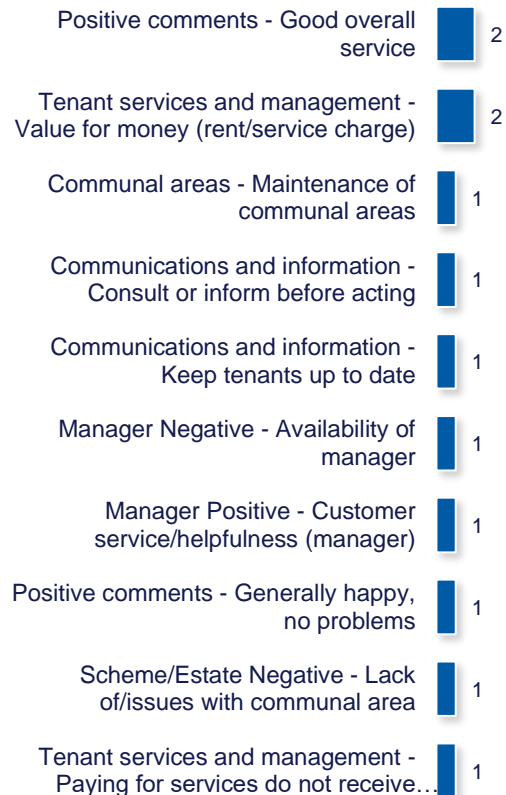 Positive comments - Good overall
service
2
Tenant services and management -
Value for money (rent/service charge)
2
Communal areas - Maintenance of
communal areas
1
Communications and information -
Consult or inform before acting
1
Communications and information -
Keep tenants up to date
1
Manager Negative - Availability of
manager
1
Manager Positive - Customer
service/helpfulness (manager)
1
Positive comments - Generally happy,
no problems
1
Scheme/Estate Negative - Lack
of/issues with communal area
1
Tenant services and management -
Paying for services do not receive…
1